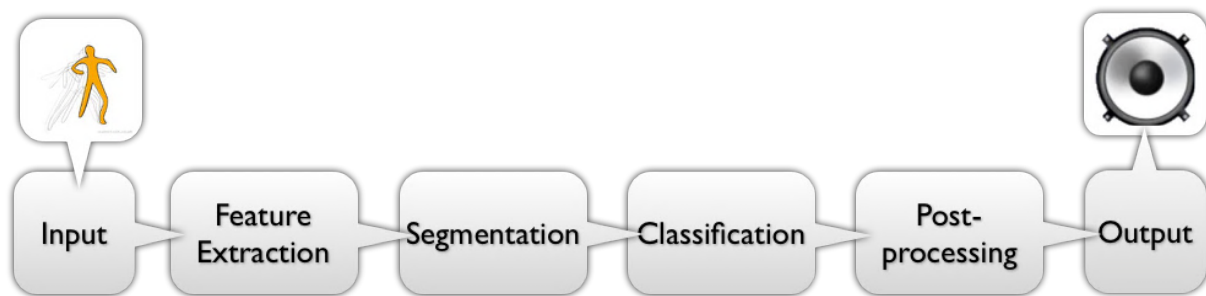 Input
Feature
Extraction
Segmentation
Classification
Post-
processing
Output